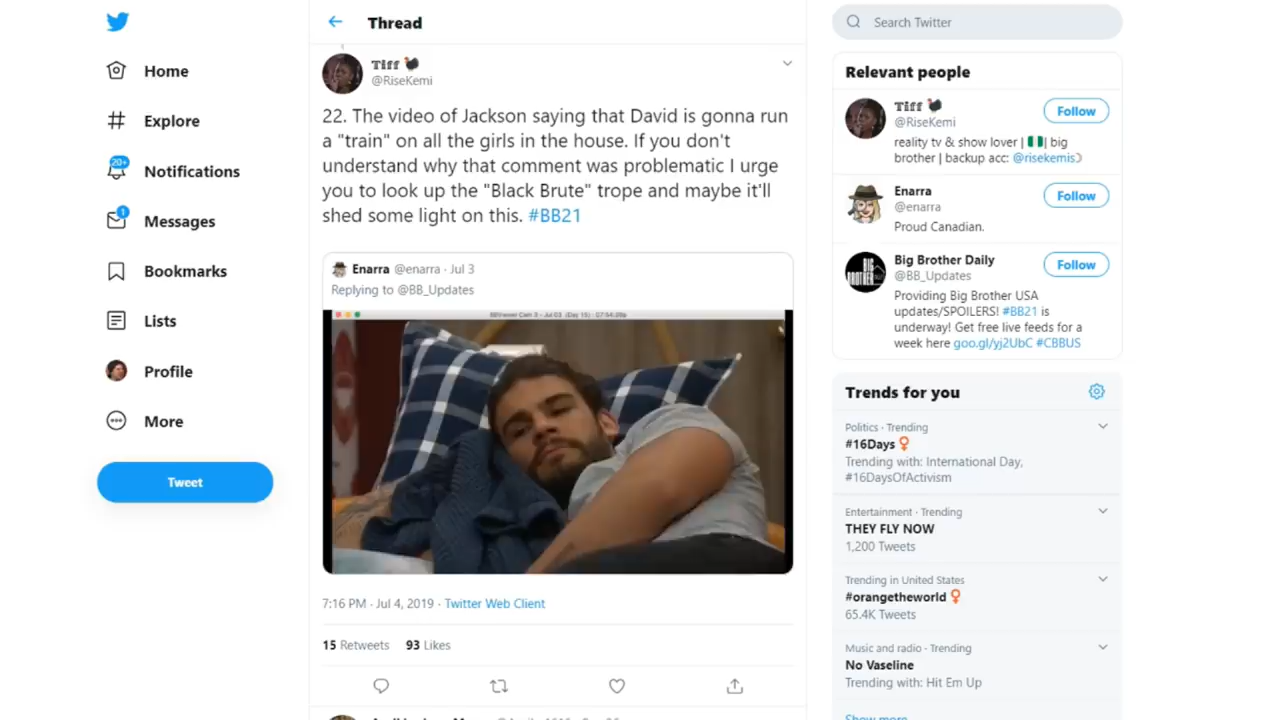 Home
Explore
20+
Notifications
1
Messages
Bookmarks
Lists
Profile
More
Tweet
Thread
Tiff
@RiseKemi
22. The video of Jackson saying that David is gonna run
a "train" on all the girls in the house. If you don't
understand why that comment was problematic I urge
you to look up the "Black Brute" trope and maybe it'll
shed some light on this. #BB21
Enarra @enarra · Jul 3
Replying to @BB_Updates
7:16 PM · Jul 4, 2019 · Twitter Web Client
15 Retweets 93 Likes
Search Twitter
Relevant people
Tiff
@RiseKemi
Follow
reality tv & show lover | | big
brother | backup acc: @risekemis
Enarra
@enarra
Follow
Proud Canadian.
BIG BROTHER
Big Brother Daily
@BB_Updates
Follow
Providing Big Brother USA
updates/SPOILERS! #BB21 is
underway! Get free live feeds for a
week here goo.gl/yj2UbC #CBBUS
Trends for you
Politics · Trending
#16Days
Trending with: International Day,
#16DaysOfActivism
Entertainment · Trending
THEY FLY NOW
1,200 Tweets
Trending in United States
#orangetheworld
65.4K Tweets
Music and radio · Trending
No Vaseline
Trending with: Hit Em Up
Show more